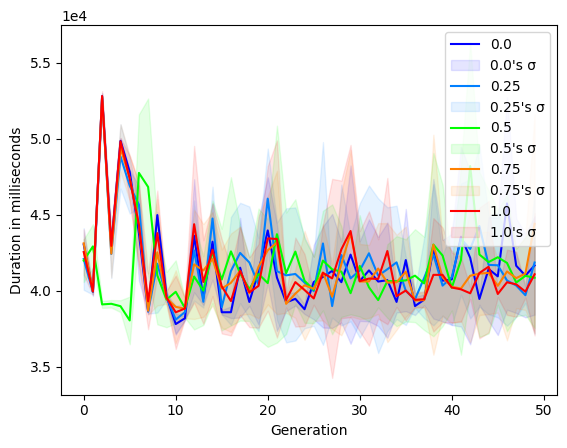 1e4
5.5
5.0
4.5
4.0
3.5
Duration in milliseconds
0
10
20
30
40
50
Generation
0.0
0.0's σ
0.25
0.25's σ
0.5
0.5's σ
0.75
0.75's σ
1.0
1.0's σ